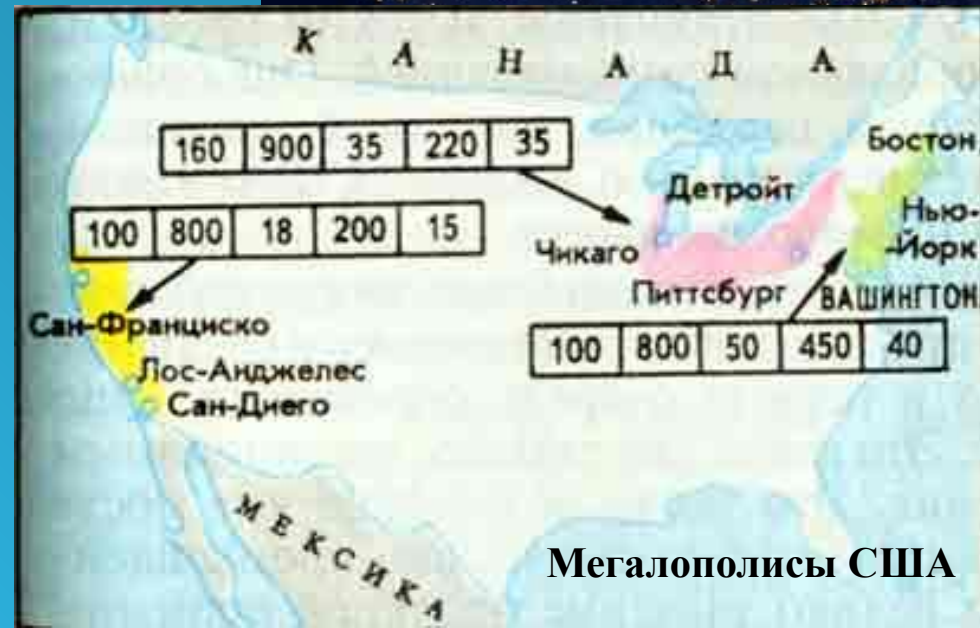 КАНАДА
160 900 35 220 35
100 800 18 200 15
Бостон
Детройт
Нью-
-Йорк
Чикаго
Питтсбург
ВАШИНГТОН
100 800 50 450 40
Сан-Франциско
Лос-Анджелес
Сан-Диего
МЕКСИКА
Мегалополисы США